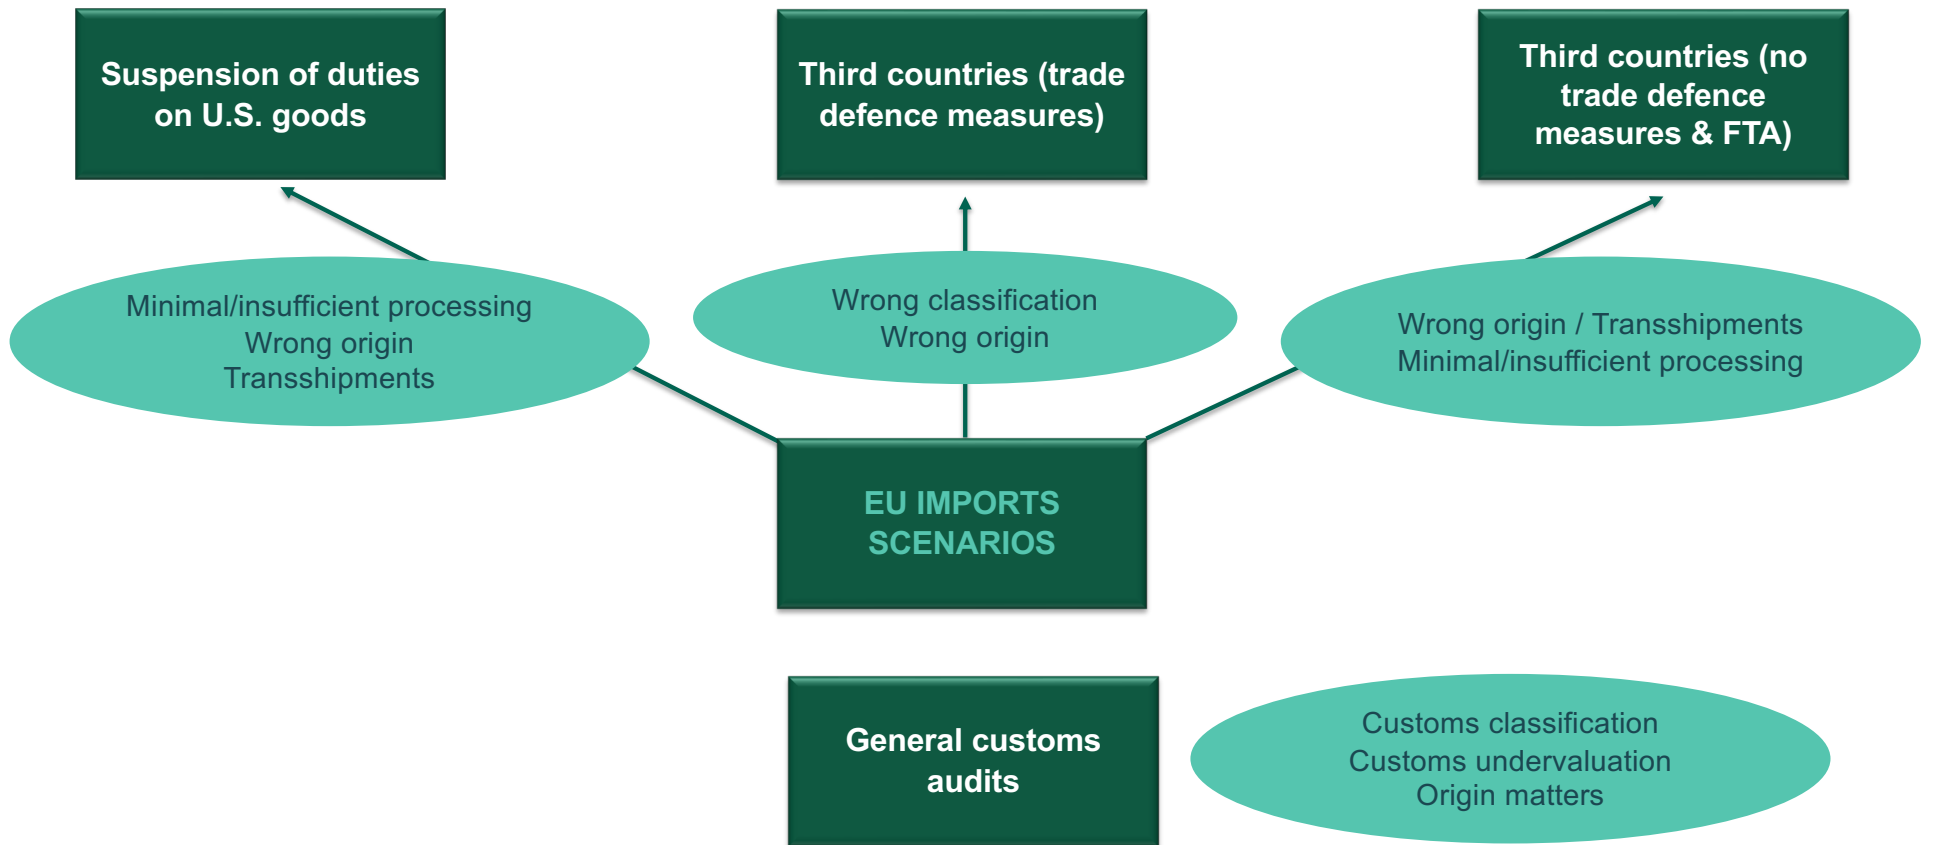 Suspension of duties
on U.S. goods
Third countries (trade
defence measures)
Third countries (no
trade defence
measures & FTA)
Minimal/insufficient processing
Wrong origin
Transshipments
Wrong classification
Wrong origin
Wrong origin / Transshipments
Minimal/insufficient processing
EU IMPORTS
SCENARIOS
General customs
audits
Customs classification
Customs undervaluation
Origin matters